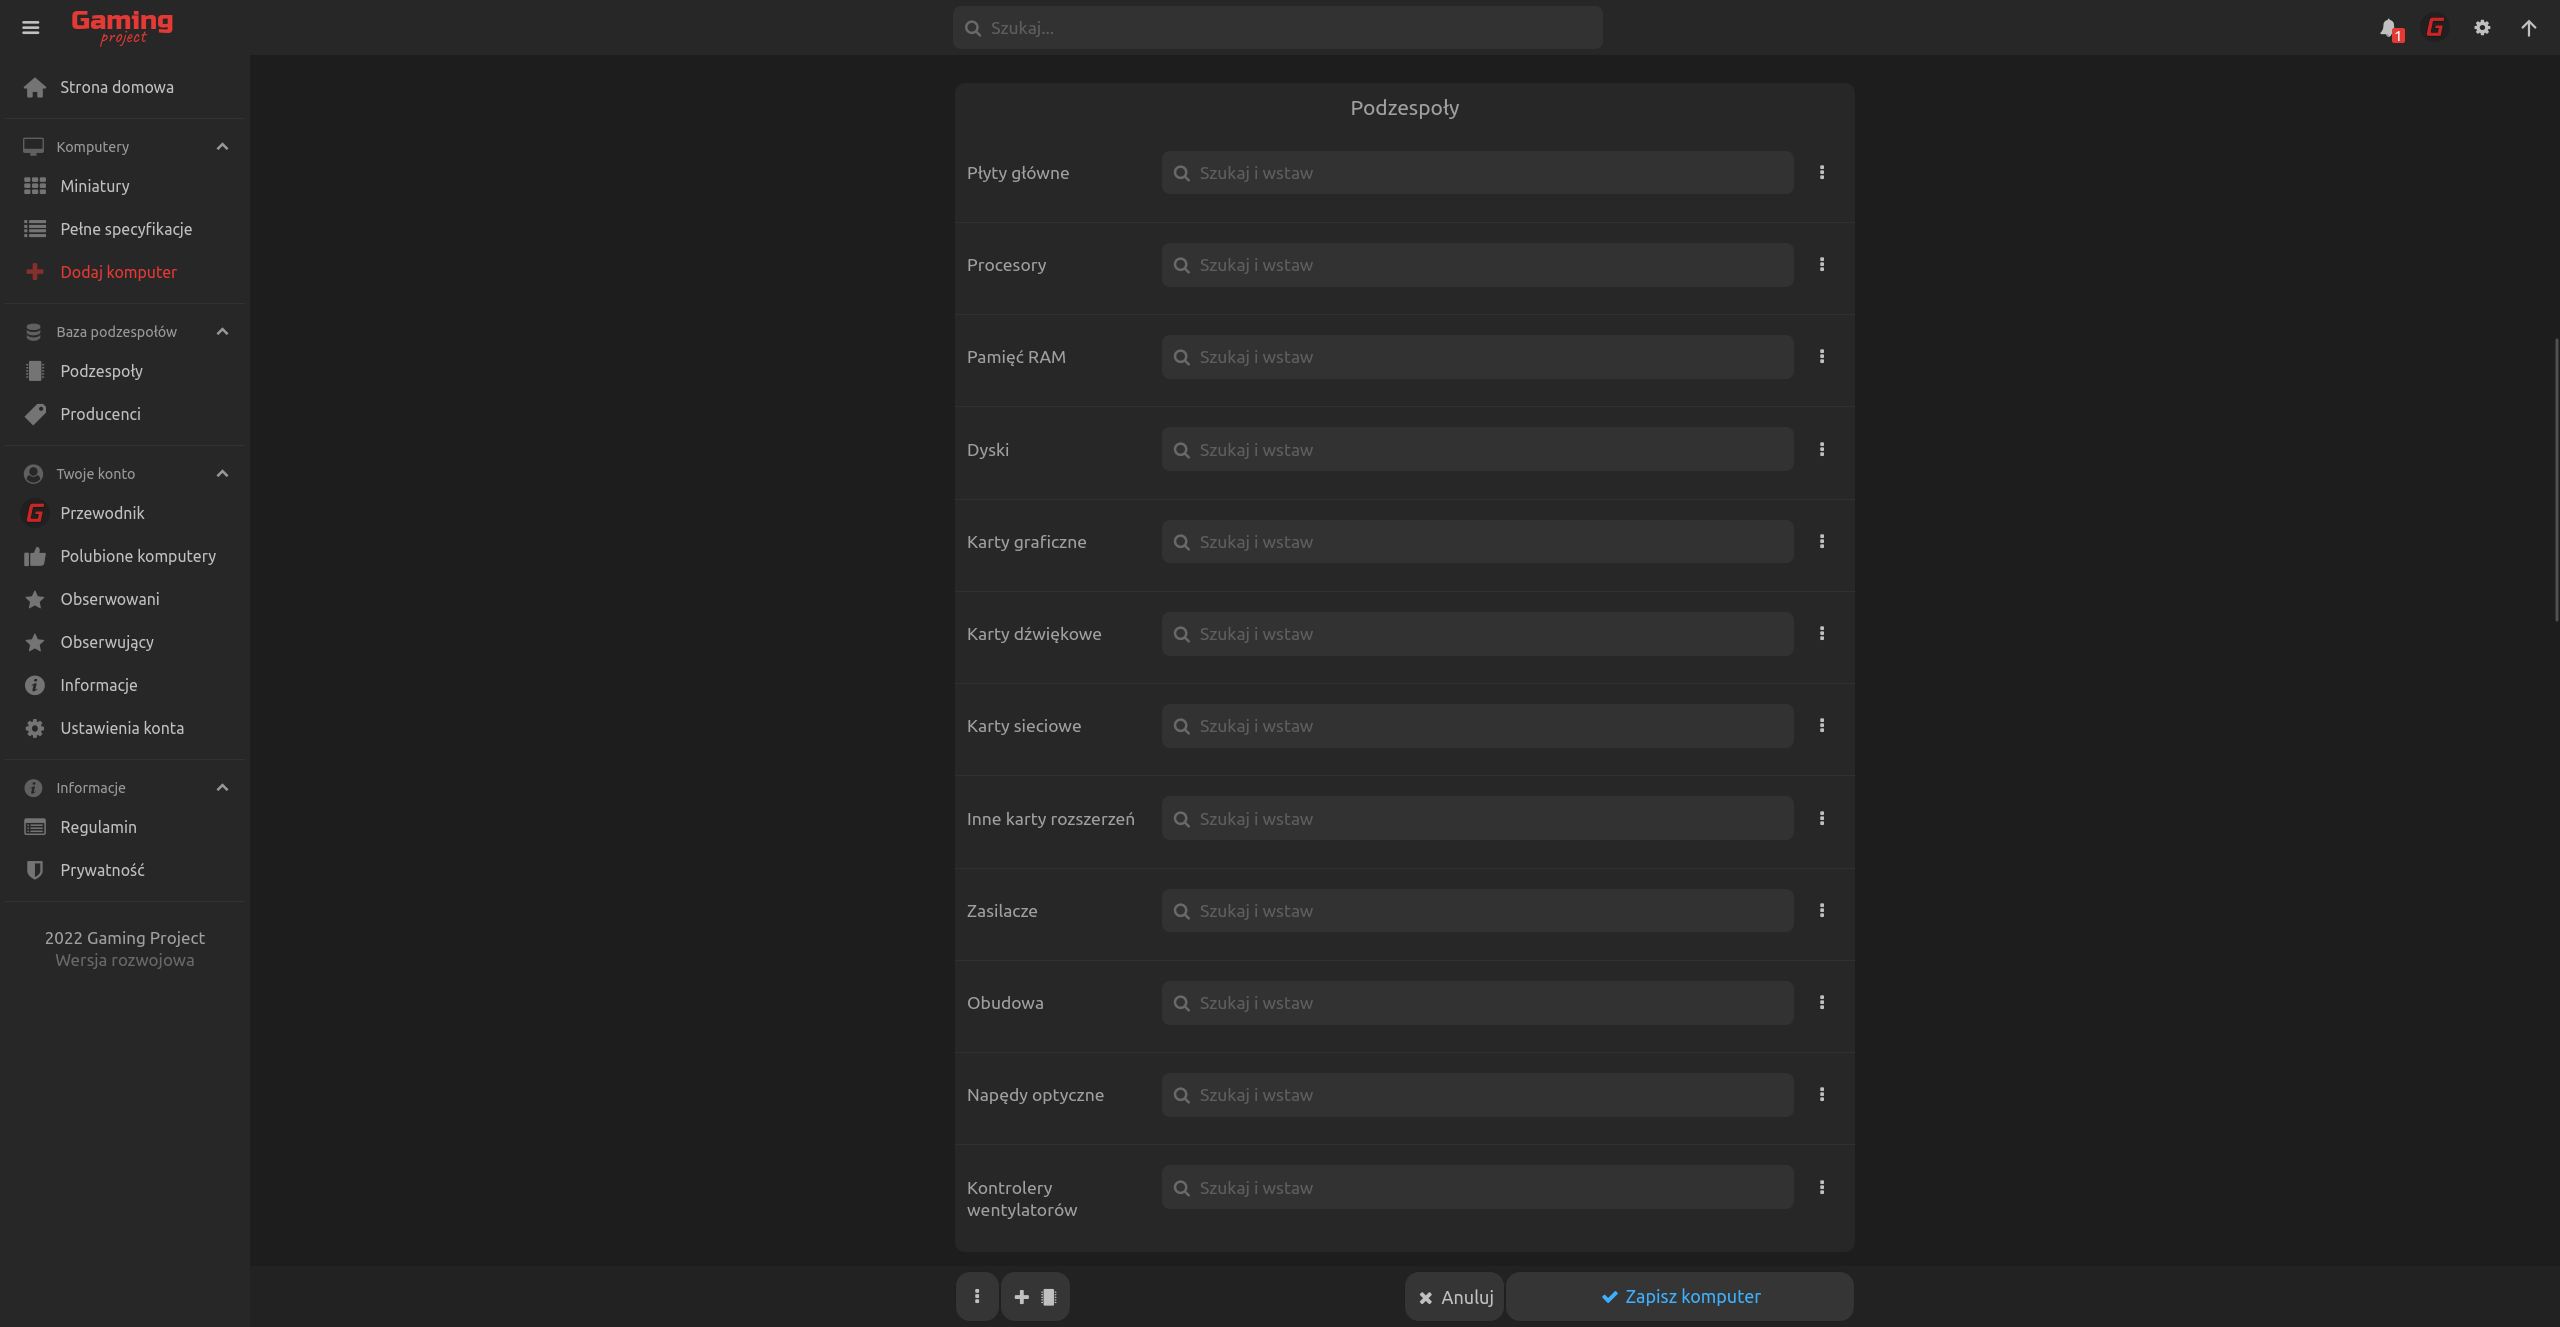 Gaming
project
Szukaj...
1
Strona domowa
Komputery
Miniatury
Pełne specyfikacje
Dodaj komputer
Baza podzespołów
Podzespoły
Producenci
Twoje konto
Przewodnik
Polubione komputery
Obserwowani
Obserwujący
Informacje
Ustawienia konta
Informacje
Regulamin
Prywatność
2022 Gaming Project
Wersja rozwojowa
Podzespoły
Płyty główne
Szukaj i wstaw
Procesory
Szukaj i wstaw
Pamięć RAM
Szukaj i wstaw
Dyski
Szukaj i wstaw
Karty graficzne
Szukaj i wstaw
Karty dźwiękowe
Szukaj i wstaw
Karty sieciowe
Szukaj i wstaw
Inne karty rozszerzeń
Szukaj i wstaw
Zasilacze
Szukaj i wstaw
Obudowa
Szukaj i wstaw
Napędy optyczne
Szukaj i wstaw
Kontrolery
wentylatorów
Szukaj i wstaw
Anuluj
Zapisz komputer